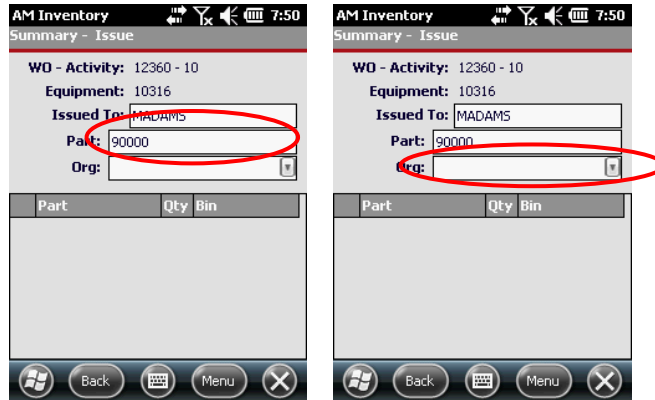 AM Inventory 7:50
Summary - Issue
WO - Activity: 12360 - 10
Equipment: 10316
Issued To: MADAMS
Part: 90000
Org:
Part Qty Bin
Back Menu
AM Inventory 7:50
Summary - Issue
WO - Activity: 12360 - 10
Equipment: 10316
Issued To: MADAMS
Part: 90000
Org:
Part Qty Bin
Back Menu